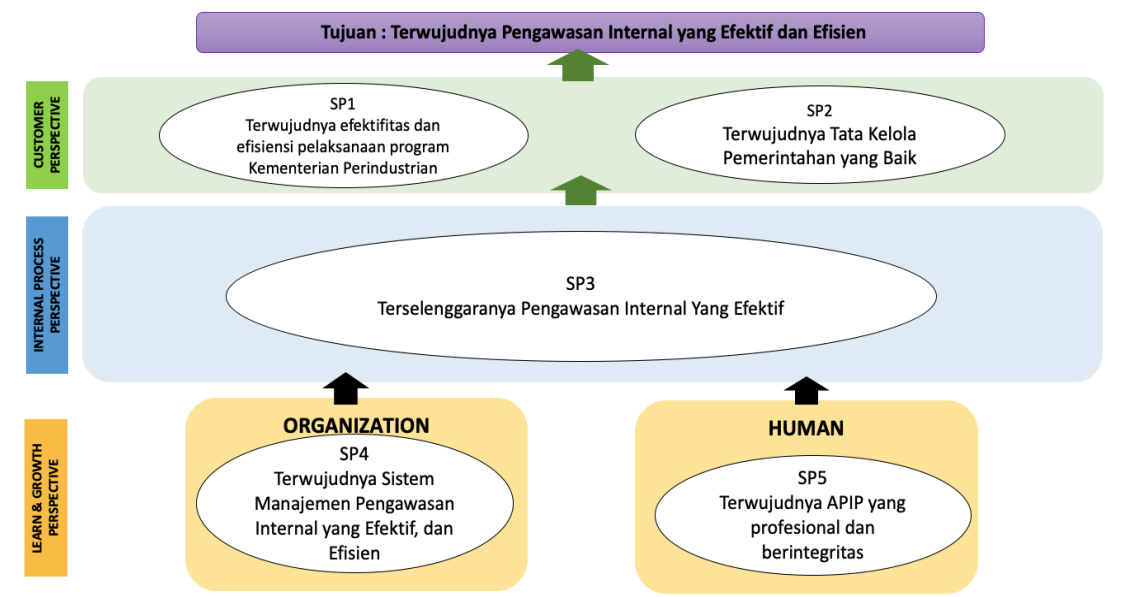 Tujuan : Terwujudnya Pengawasan Internal yang Efektif dan Efisien
CUSTOMER
PERSPECTIVE
SP1
Terwujudnya efektifitas dan
efisiensi pelaksanaan program
Kementerian Perindustrian
SP2
Terwujudnya Tata Kelola
Pemerintahan yang Baik
INTERNAL PROCESS
PERSPECTIVE
SP3
Terselenggaranya Pengawasan Internal Yang Efektif
LEARN & GROWTH
PERSPECTIVE
ORGANIZATION
SP4
Terwujudnya Sistem
Manajemen Pengawasan
Internal yang Efektif, dan
Efisien
HUMAN
SP5
Terwujudnya APIP yang
profesional dan
berintegritas